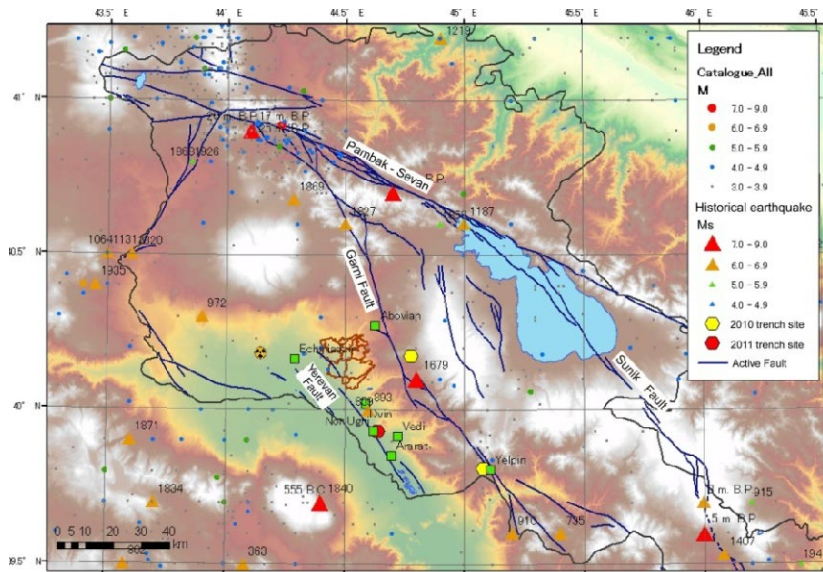 43.5° E
44° E
44.5° E
45° E
45.5° E
46° E
1219
41° N
Pambak - Sevan
B.P.
1869
1827
1187
40.5° N
1935
Garni Fault
972
Abovian
Yerevan Fault
1679
Sunik Fault
40° N
893
Dvin
Vedi
Ararat
1871
Yelpin
1834
555 B.C
1840
915
910
735
1407
363
39.5° N
0 5 10 20 30 40
km
Legend
Catalogue_All
M
7.0 - 9.0
6.0 - 6.9
5.0 - 5.9
4.0 - 4.9
3.0 - 3.9
Historical earthquake
Ms
7.0 - 9.0
6.0 - 6.9
5.0 - 5.9
4.0 - 4.9
2010 trench site
2011 trench site
Active Fault